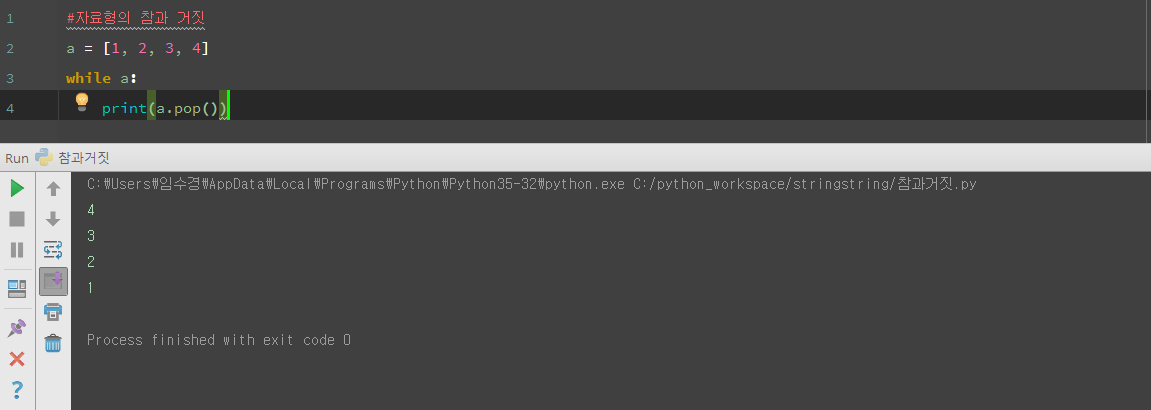 1 #자료형의 참과 거짓
2 a = [1, 2, 3, 4]
3 while a:
4 print(a.pop())
Run 참과거짓
C:\Users\임수경\AppData\Local\Programs\Python\Python35-32\python.exe C:/python_workspace/stringstring/참과거짓.py
4
3
2
1
Process finished with exit code 0